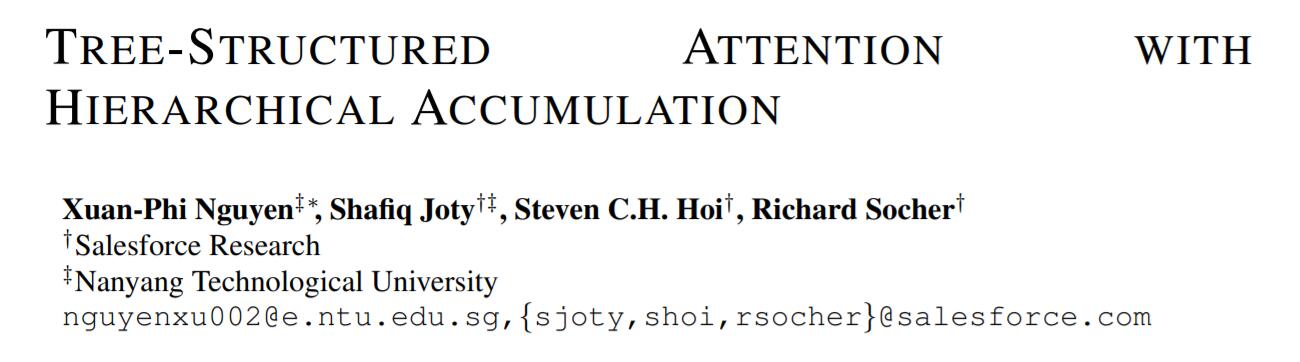 TREE-STRUCTURED ATTENTION WITH
HIERARCHICAL ACCUMULATION
Xuan-Phi Nguyen‡*, Shafiq Joty†‡, Steven C.H. Hoi†, Richard Socher†
†Salesforce Research
‡Nanyang Technological University
nguyenxu002@e.ntu.edu.sg,{sjoty,shoi,rsocher}@salesforce.com